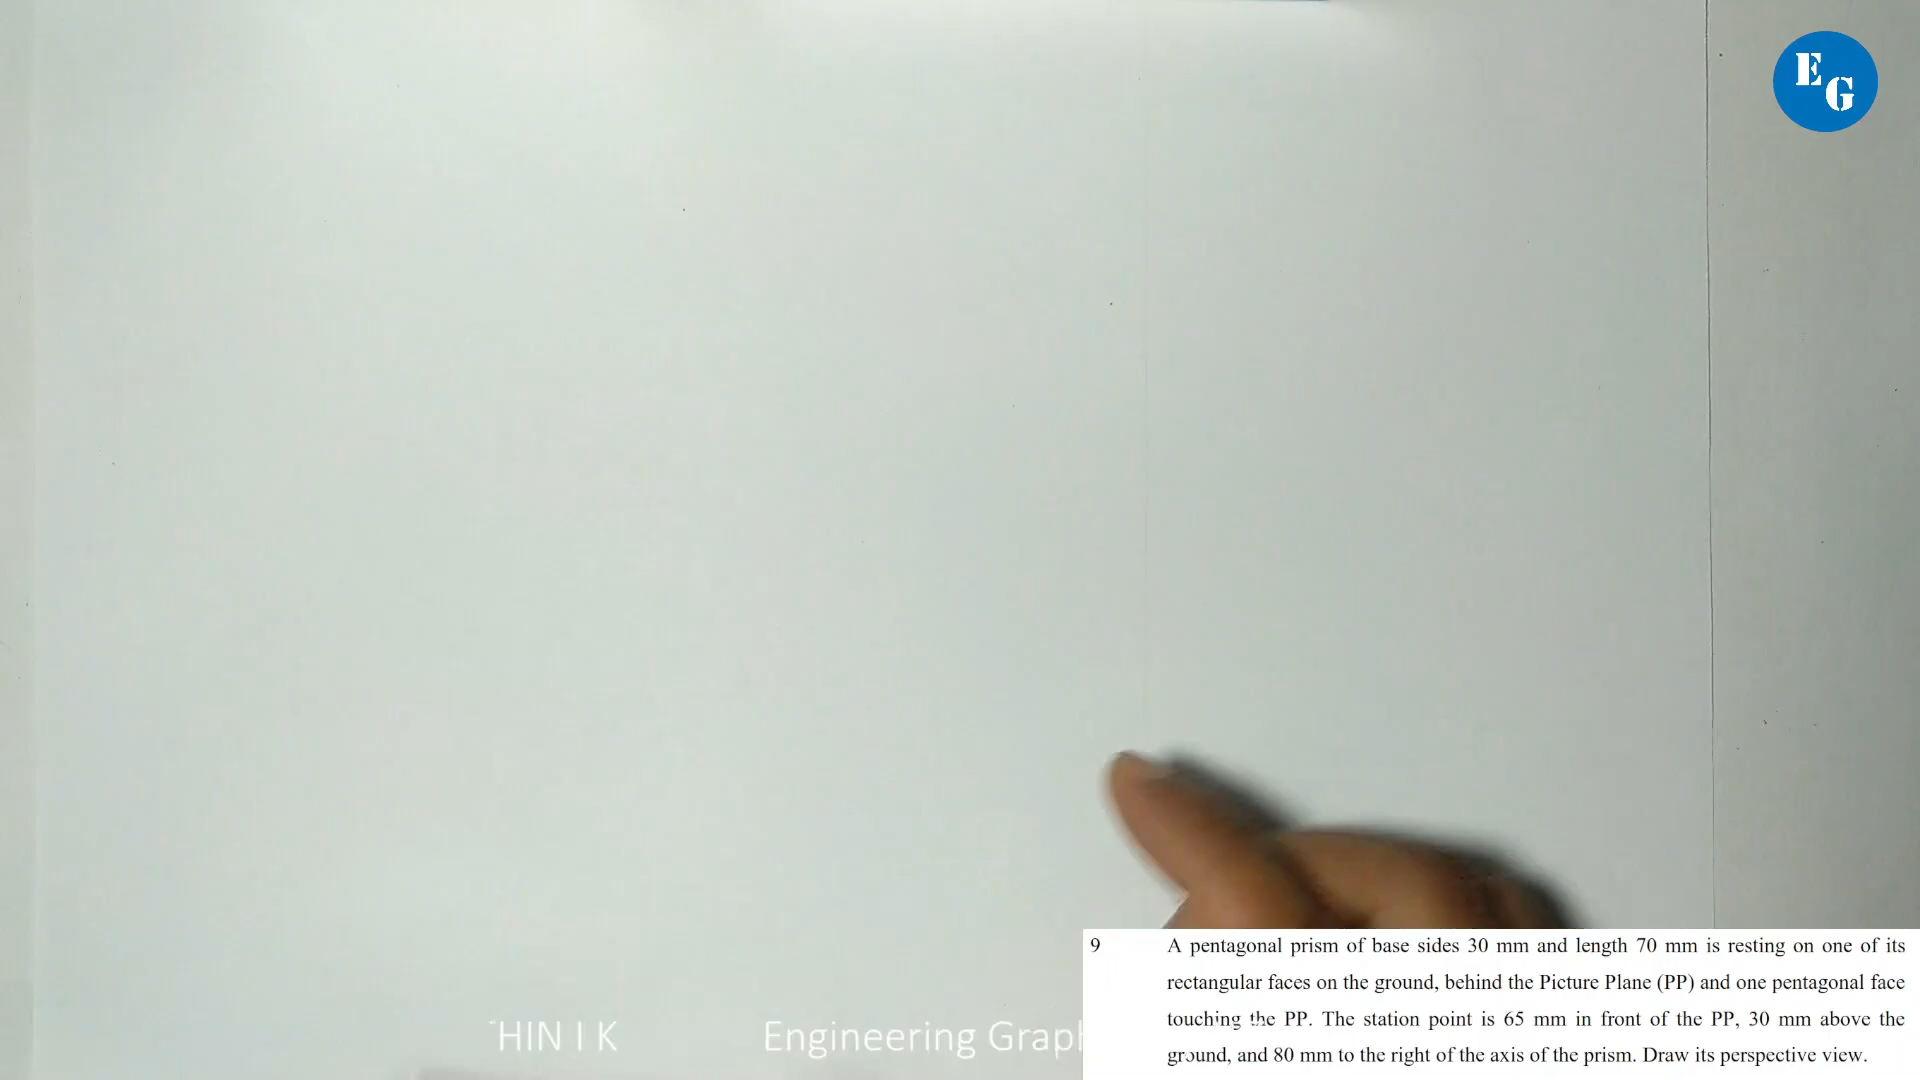 E
G
9 A pentagonal prism of base sides 30 mm and length 70 mm is resting on one of its
rectangular faces on the ground, behind the Picture Plane (PP) and one pentagonal face
touching the PP. The station point is 65 mm in front of the PP, 30 mm above the
ground, and 80 mm to the right of the axis of the prism. Draw its perspective view.
HIN I K Engineering Graph